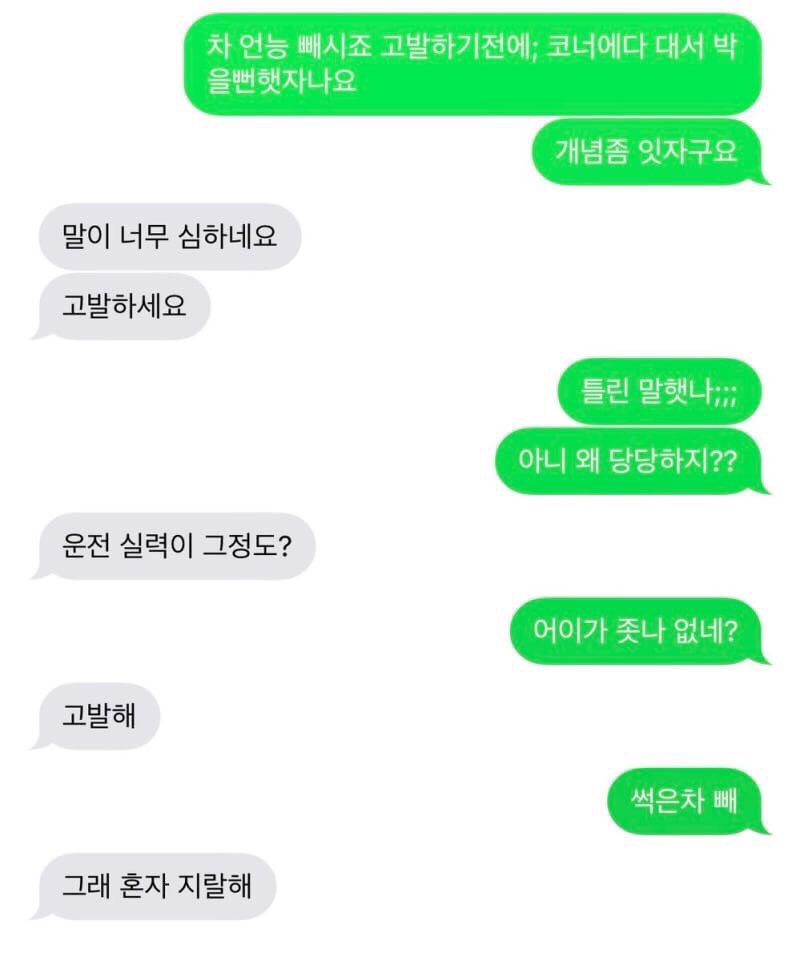 차 언능 빼시죠 고발하기전에; 코너에다 대서 박
을뻔햇자나요
개념좀 잇자구요
말이 너무 심하네요
고발하세요
틀린 말햇나;;;
아니 왜 당당하지??
운전 실력이 그정도?
어이가 좃나 없네?
고발해
썩은차 빼
그래 혼자 지랄해